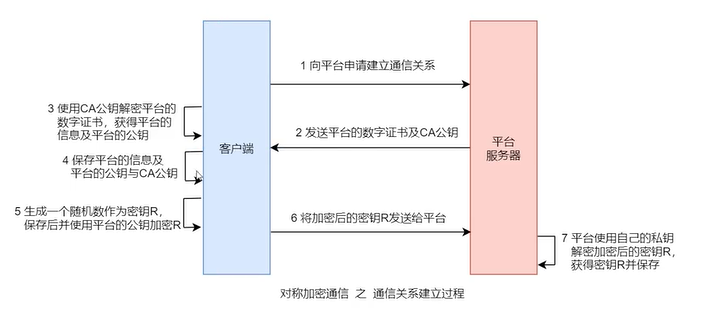 1 向平台申请建立通信关系
3 使用CA公钥解密平台的
数字证书，获得平台的
信息及平台的公钥
2 发送平台的数字证书及CA公钥
客户端
平台
服务器
4 保存平台的信息及
平台的公钥与CA公钥
5 生成一个随机数作为密钥R，
保存后并使用平台的公钥加密R
6 将加密后的密钥R发送给平台
7 平台使用自己的私钥
解密加密后的密钥R，
获得密钥R并保存
对称加密通信 之 通信关系建立过程